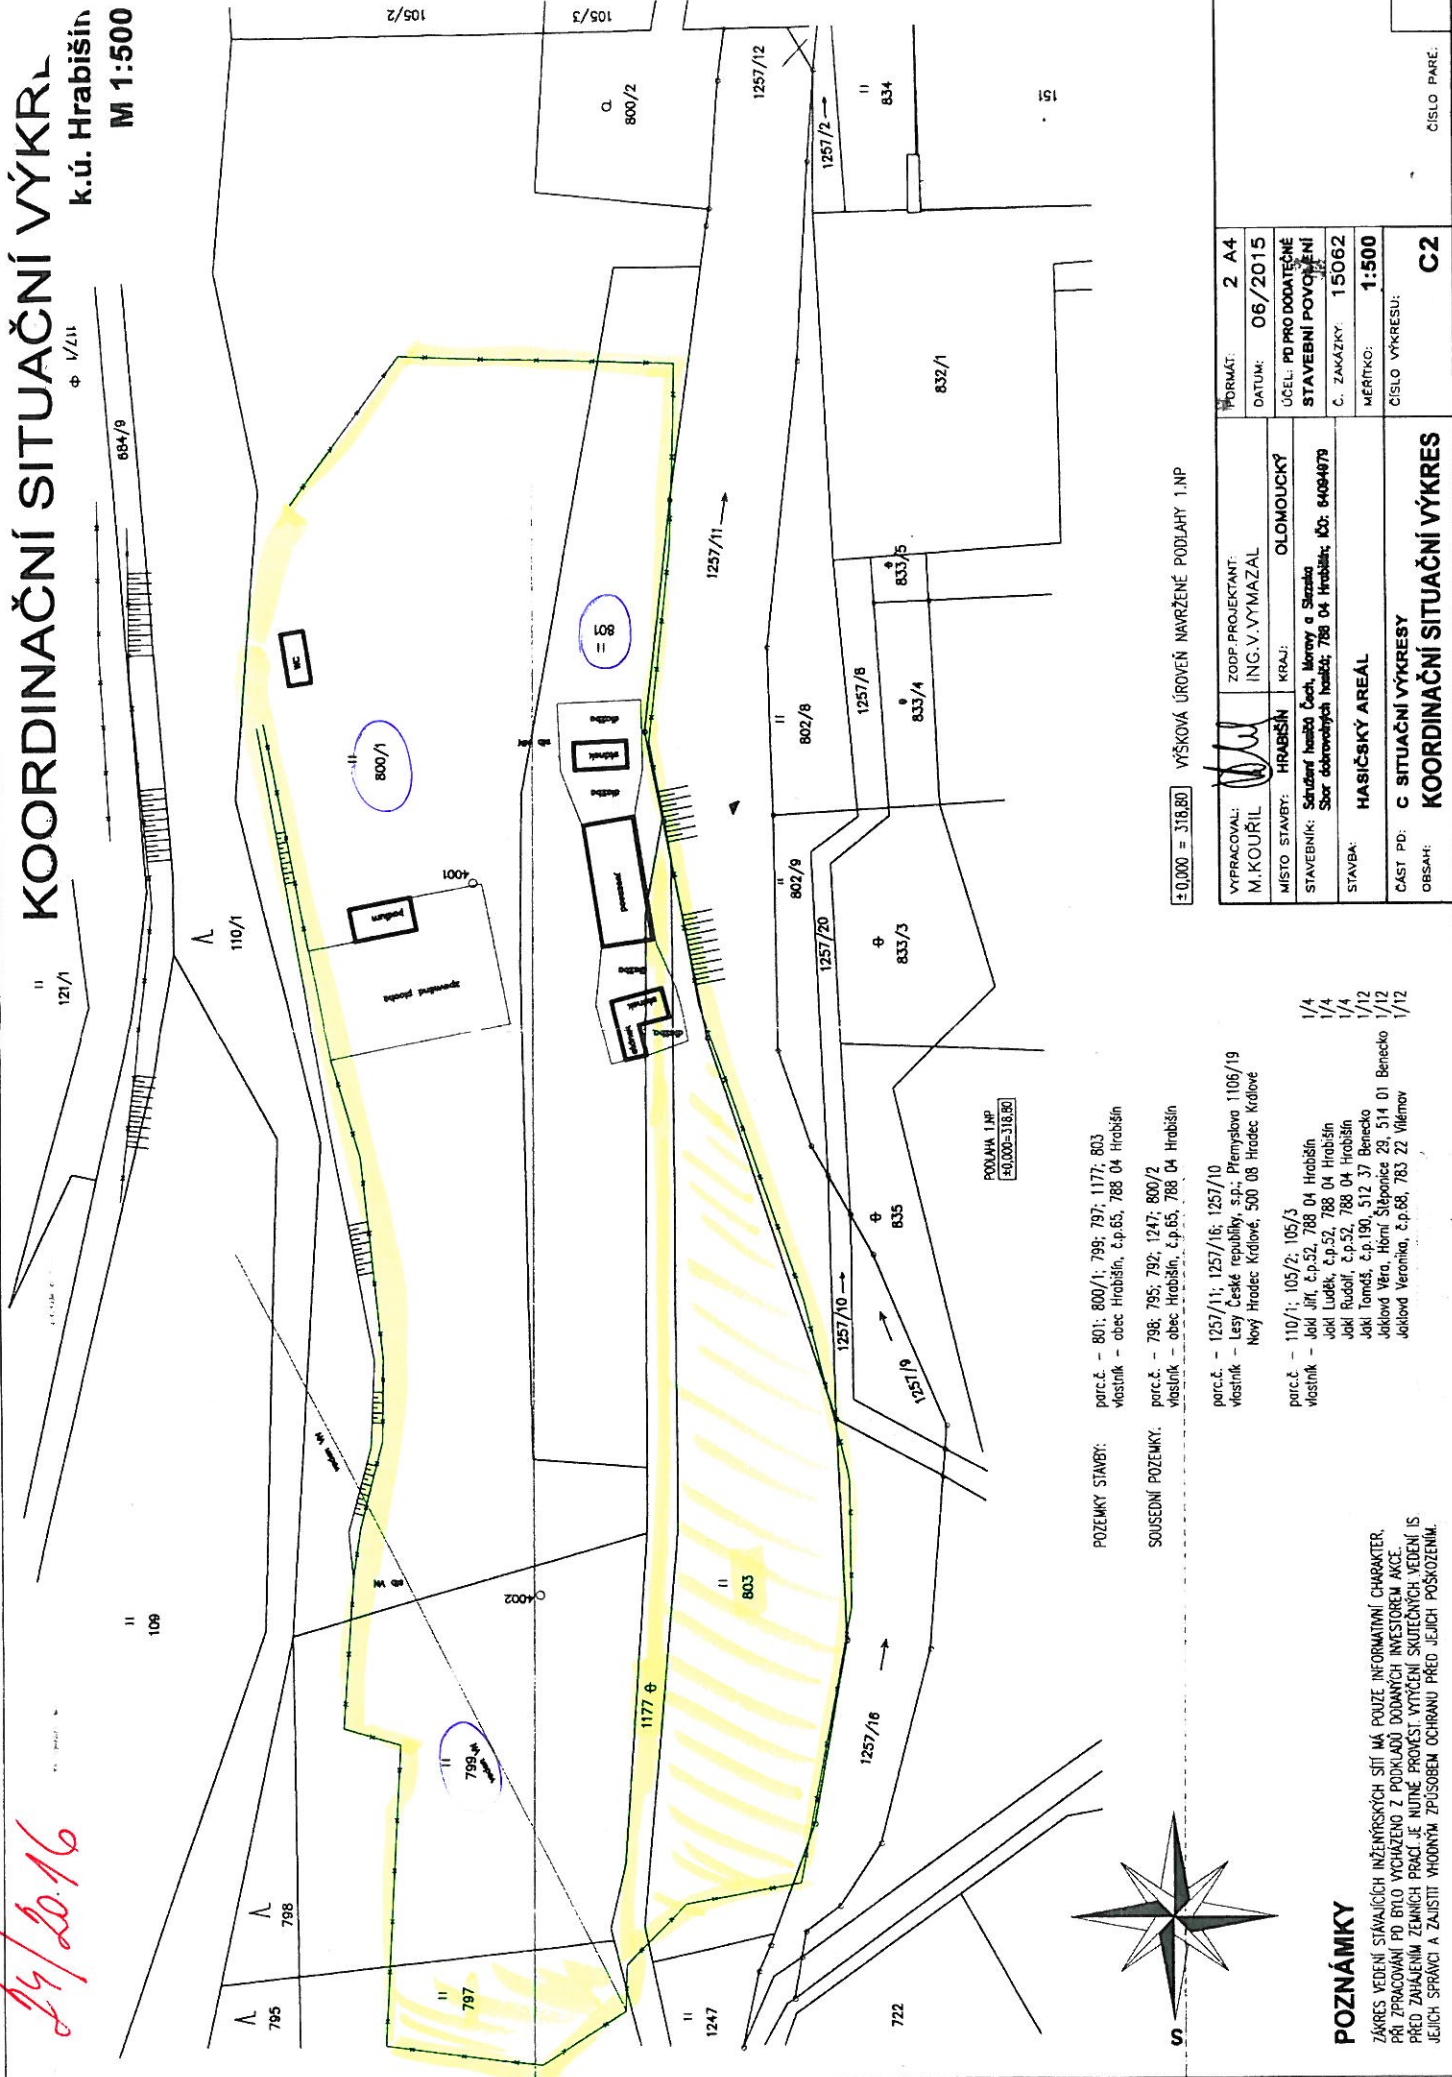 KOORDINAČNÍ SITUAČNÍ VÝKR
k.ú. Hrabišín
M 1:500
24/2016
105/2
105/3
117/1
684/9
800/2
1257/12
1257/2
834
151
121/1
110/1
WC
800/1
801
1257/11
832/1
4001
podium
zpevněná plocha
dlažba
dlažba
dlažba
dlažba
802/8
1257/8
833/5
833/4
802/9
1257/20
833/3
109
4002
803
1177
1257/10
1257/9
835
1257/16
799
798
795
797
1247
722
S
PODLAHA 1.NP
±0,000=318,80
±0,000 = 318,80 VÝŠKOVÁ ÚROVEŇ NAVRŽENÉ PODLAHY 1.NP
POZEMKY STAVBY: parc.č. – 801; 800/1; 799; 797; 1177; 803
vlastník – obec Hrabišín, č.p.65, 788 04 Hrabišín
SOUSEDNÍ POZEMKY: parc.č. – 798; 795; 792; 1247; 800/2
vlastník – obec Hrabišín, č.p.65, 788 04 Hrabišín
parc.č. – 1257/11; 1257/16; 1257/10
vlastník – Lesy České republiky, s.p.; Přemyslova 1106/19
Nový Hradec Králové, 500 08 Hradec Králové
parc.č. – 110/1; 105/2; 105/3
vlastník – Jakl Jiří, č.p.52, 788 04 Hrabišín 1/4
Jakl Luděk, č.p.52, 788 04 Hrabišín 1/4
Jakl Rudolf, č.p.52, 788 04 Hrabišín 1/4
Jakl Tomáš, č.p.190, 512 37 Benecko 1/12
Jaklová Věra, Horní Štěpanice 29, 514 01 Benecko 1/12
Jaklová Veronika, č.p.68, 783 22 Vilémov 1/12
POZNÁMKY
ZÁKRES VEDENÍ STÁVAJÍCÍCH INŽENÝRSKÝCH SÍTÍ MÁ POUZE INFORMATIVNÍ CHARAKTER.
PŘI ZPRACOVÁNÍ PD BYLO VYCHÁZENO Z PODKLADŮ DODANÝCH INVESTOREM AKCE.
PŘED ZAHÁJENÍM ZEMNÍCH PRACÍ JE NUTNÉ PROVÉST VYTÝČENÍ SKUTEČNÝCH VEDENÍ IS
JEJICH SPRÁVCI A ZAJISTIT VHODNÝM ZPŮSOBEM OCHRANU PŘED JEJICH POŠKOZENÍM.
VYPRACOVAL:
M.KOUŘIL
ZODP.PROJEKTANT:
ING.V.VYMAZAL
MÍSTO STAVBY: HRABIŠÍN KRAJ: OLOMOUCKÝ
STAVEBNÍK: Sdružení hasičů Čech, Moravy a Slezska
Sbor dobrovolných hasičů; 788 04 Hrabišín; IČO: 64094979
STAVBA:
HASIČSKÝ AREÁL
ČÁST PD: C SITUAČNÍ VÝKRESY
OBSAH: KOORDINAČNÍ SITUAČNÍ VÝKRES
FORMÁT: 2 A4
DATUM: 06/2015
ÚČEL: PD PRO DODATEČNÉ
STAVEBNÍ POVOLENÍ
Č. ZAKÁZKY: 15062
MĚŘÍTKO: 1:500
ČÍSLO VÝKRESU:
C2
ČÍSLO PARÉ: